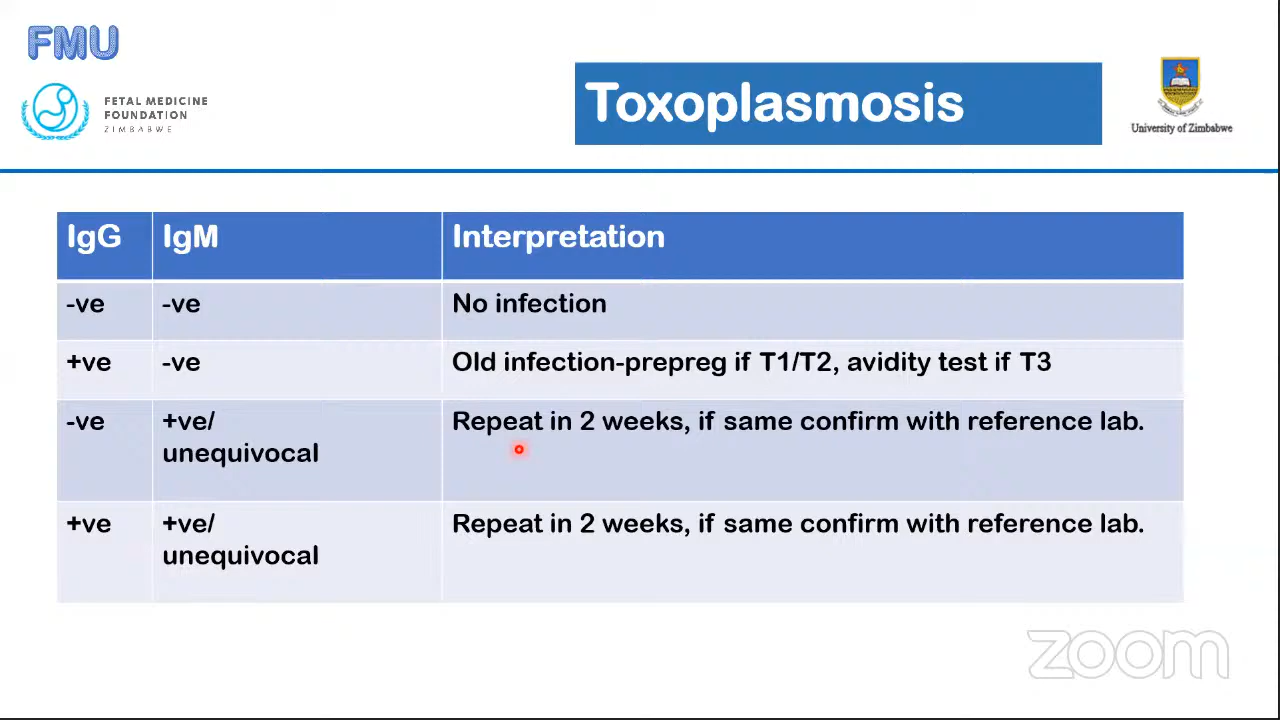 FMU
FETAL MEDICINE
FOUNDATION
ZIMBABWE
Toxoplasmosis
University of Zimbabwe
IgG IgM Interpretation
-ve -ve No infection
+ve -ve Old infection-prepreg if T1/T2, avidity test if T3
-ve +ve/ Repeat in 2 weeks, if same confirm with reference lab.
unequivocal
+ve +ve/ Repeat in 2 weeks, if same confirm with reference lab.
unequivocal
zoom